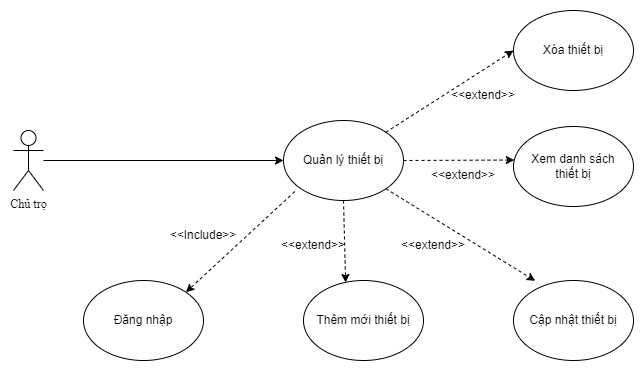 Xóa thiết bị
<<extend>>
Quản lý thiết bị
Xem danh sách
thiết bị
<<extend>>
Chủ trọ
<<Include>>
<<extend>>
<<extend>>
Đăng nhập
Thêm mới thiết bị
Cập nhật thiết bị